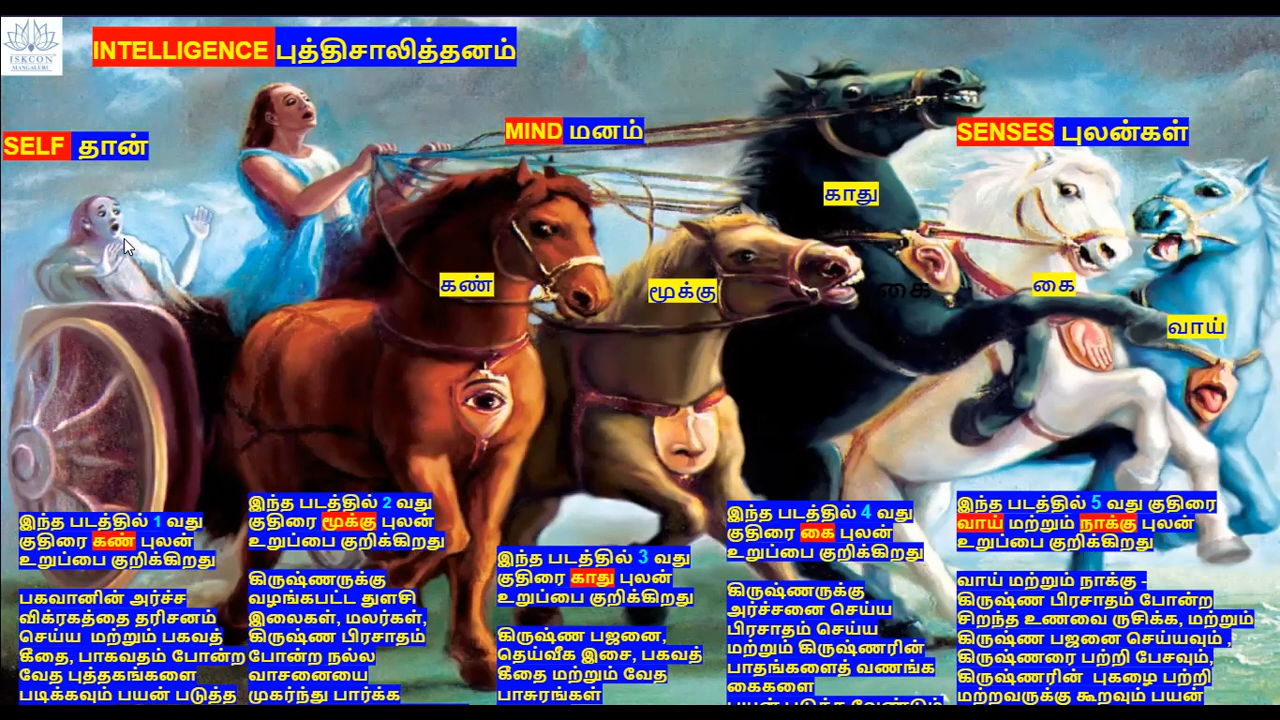 ISKCON
MANGALURU
INTELLIGENCE புத்திசாலித்தனம்
SELF தான்
MIND மனம்
SENSES புலன்கள்
காது
கண்
மூக்கு
கை
கை
வாய்
இந்த படத்தில் 1 வது
குதிரை கண் புலன்
உறுப்பை குறிக்கிறது
பகவானின் அர்ச்ச
விக்ரகத்தை தரிசனம்
செய்ய மற்றும் பகவத்
கீதை, பாகவதம் போன்ற
வேத புத்தகங்களை
படிக்கவும் பயன் படுத்த
இந்த படத்தில் 2 வது
குதிரை மூக்கு புலன்
உறுப்பை குறிக்கிறது
கிருஷ்ணருக்கு
வழங்கபட்ட துளசி
இலைகள், மலர்கள்,
கிருஷ்ண பிரசாதம்
போன்ற நல்ல
வாசனையை
முகர்ந்து பார்க்க
இந்த படத்தில் 3 வது
குதிரை காது புலன்
உறுப்பை குறிக்கிறது
கிருஷ்ண பஜனை,
தெய்வீக இசை, பகவத்
கீதை மற்றும் வேத
பாசுரங்கள்
இந்த படத்தில் 4 வது
குதிரை கை புலன்
உறுப்பை குறிக்கிறது
கிருஷ்ணருக்கு
அர்ச்சனை செய்ய
பிரசாதம் செய்ய
மற்றும் கிருஷ்ணரின்
பாதங்களைத் வணங்க
கைகளை
பயன் படுத்த வேண்டும்
இந்த படத்தில் 5 வது குதிரை
வாய் மற்றும் நாக்கு புலன்
உறுப்பை குறிக்கிறது
வாய் மற்றும் நாக்கு -
கிருஷ்ண பிரசாதம் போன்ற
சிறந்த உணவை ருசிக்க, மற்றும்
கிருஷ்ண பஜனை செய்யவும் ,
கிருஷ்ணரை பற்றி பேசவும்,
கிருஷ்ணரின் புகழை பற்றி
மற்றவருக்கு கூறவும் பயன்